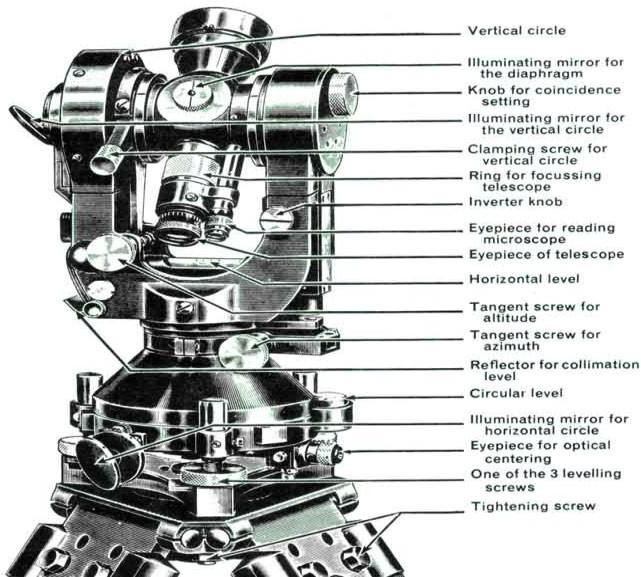 Vertical circle
Illuminating mirror for
the diaphragm
Knob for coincidence
setting
Illuminating mirror for
the vertical circle
Clamping screw for
vertical circle
Ring for focussing
telescope
Inverter knob
Eyepiece for reading
microscope
Eyepiece of telescope
Horizontal level
Tangent screw for
altitude
Tangent screw for
azimuth
Reflector for collimation
level
Circular level
Illuminating mirror for
horizontal circle
Eyepiece for optical
centering
One of the 3 levelling
screws
Tightening screw